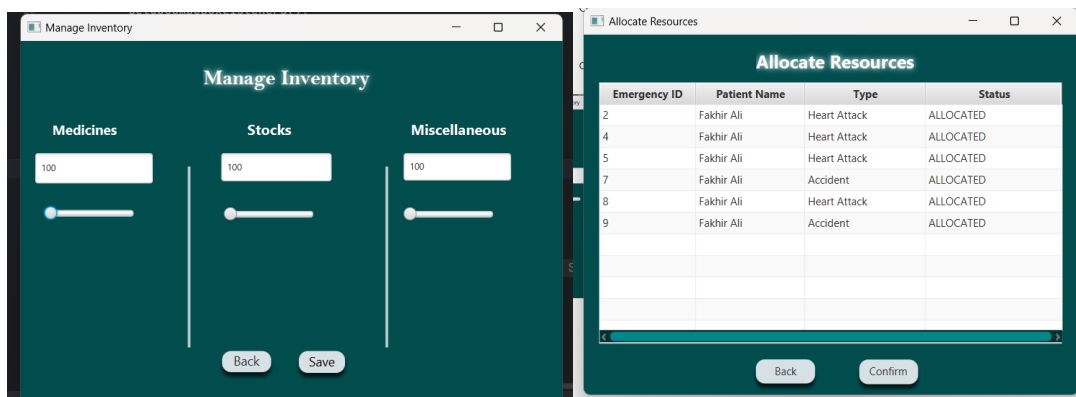 Manage Inventory
Manage Inventory
Medicines Stocks Miscellaneous
100 100 100
Back Save
Allocate Resources
Allocate Resources
Emergency ID Patient Name Type Status
2 Fakhir Ali Heart Attack ALLOCATED
4 Fakhir Ali Heart Attack ALLOCATED
5 Fakhir Ali Heart Attack ALLOCATED
7 Fakhir Ali Accident ALLOCATED
8 Fakhir Ali Heart Attack ALLOCATED
9 Fakhir Ali Accident ALLOCATED
Back Confirm